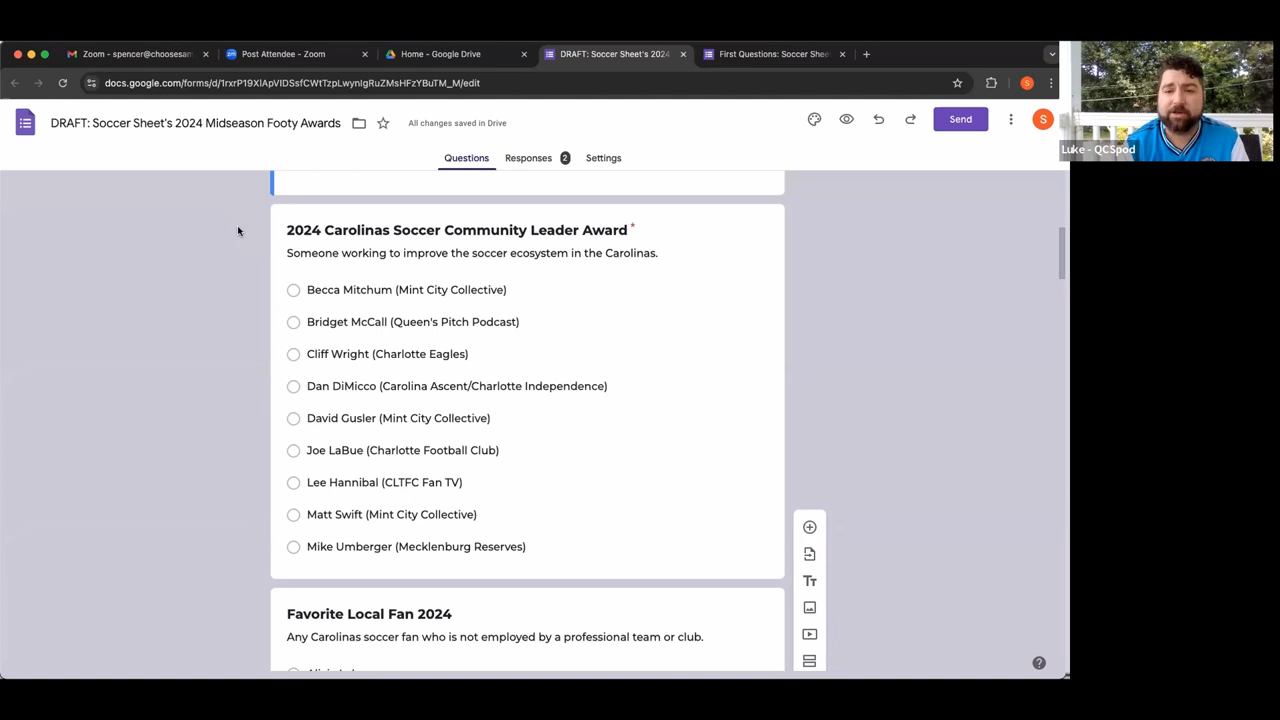 Zoom - spencer@choosesam
Post Attendee - Zoom
Home - Google Drive
DRAFT: Soccer Sheet's 2024
First Questions: Soccer Shee
docs.google.com/forms/d/1rxrP19XlApVIDSsfCWtTzpLwynIgRuZMsHFzYBuTM_M/edit
S
DRAFT: Soccer Sheet's 2024 Midseason Footy Awards
All changes saved in Drive
Send
S
Luke - QCSpod
Questions
Responses 2
Settings
2024 Carolinas Soccer Community Leader Award *
Someone working to improve the soccer ecosystem in the Carolinas.
Becca Mitchum (Mint City Collective)
Bridget McCall (Queen's Pitch Podcast)
Cliff Wright (Charlotte Eagles)
Dan DiMicco (Carolina Ascent/Charlotte Independence)
David Gusler (Mint City Collective)
Joe LaBue (Charlotte Football Club)
Lee Hannibal (CLTFC Fan TV)
Matt Swift (Mint City Collective)
Mike Umberger (Mecklenburg Reserves)
Tt
Favorite Local Fan 2024
Any Carolinas soccer fan who is not employed by a professional team or club.